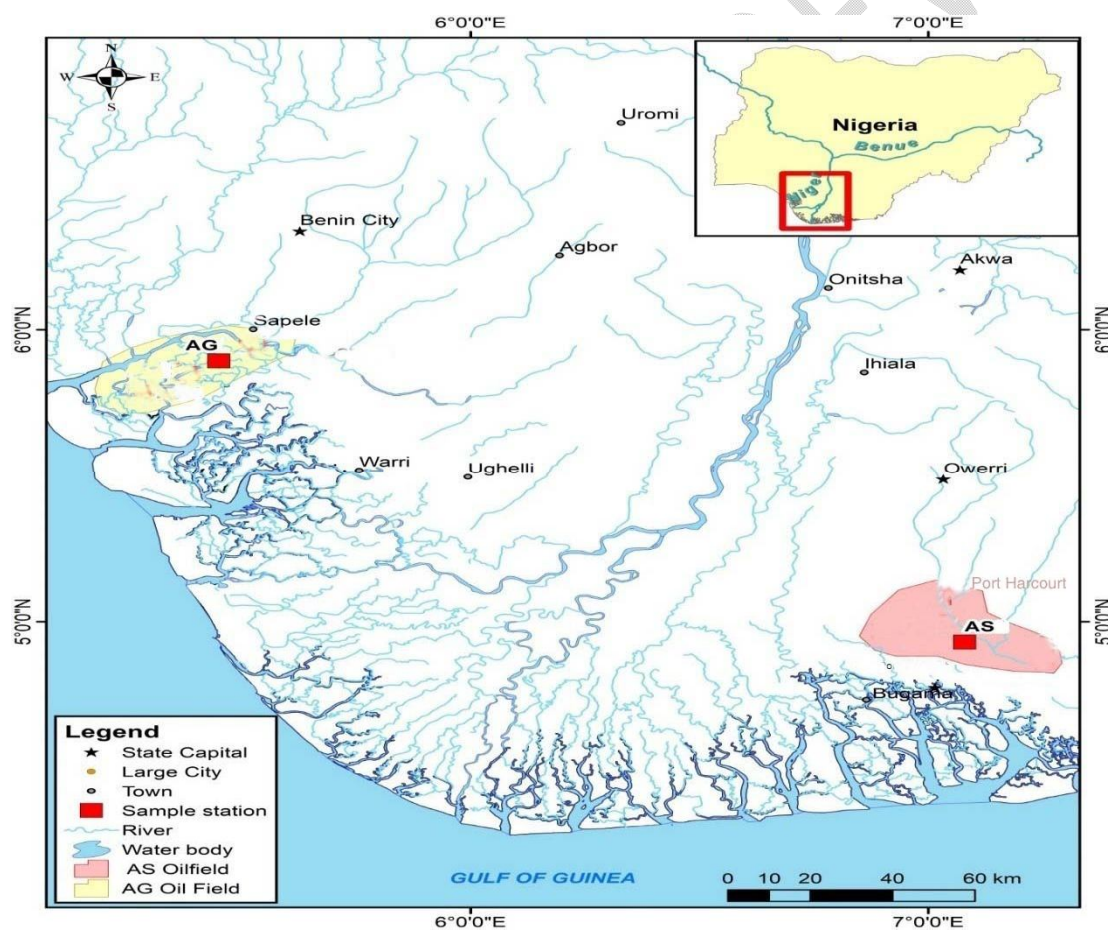 6°0'0"E
7°0'0"E
N
W
E
S
Uromi
Nigeria
Benue
Niger
Benin City
Agbor
Akwa
Onitsha
6°0'0"N
6°0'0"N
Sapele
AG
Ihiala
Warri
Ughelli
Owerri
Port Harcourt
5°0'0"N
5°0'0"N
AS
Bugama
Legend
State Capital
Large City
Town
Sample station
River
Water body
AS Oilfield
AG Oil Field
GULF OF GUINEA
0 10 20 40 60 km
6°0'0"E
7°0'0"E